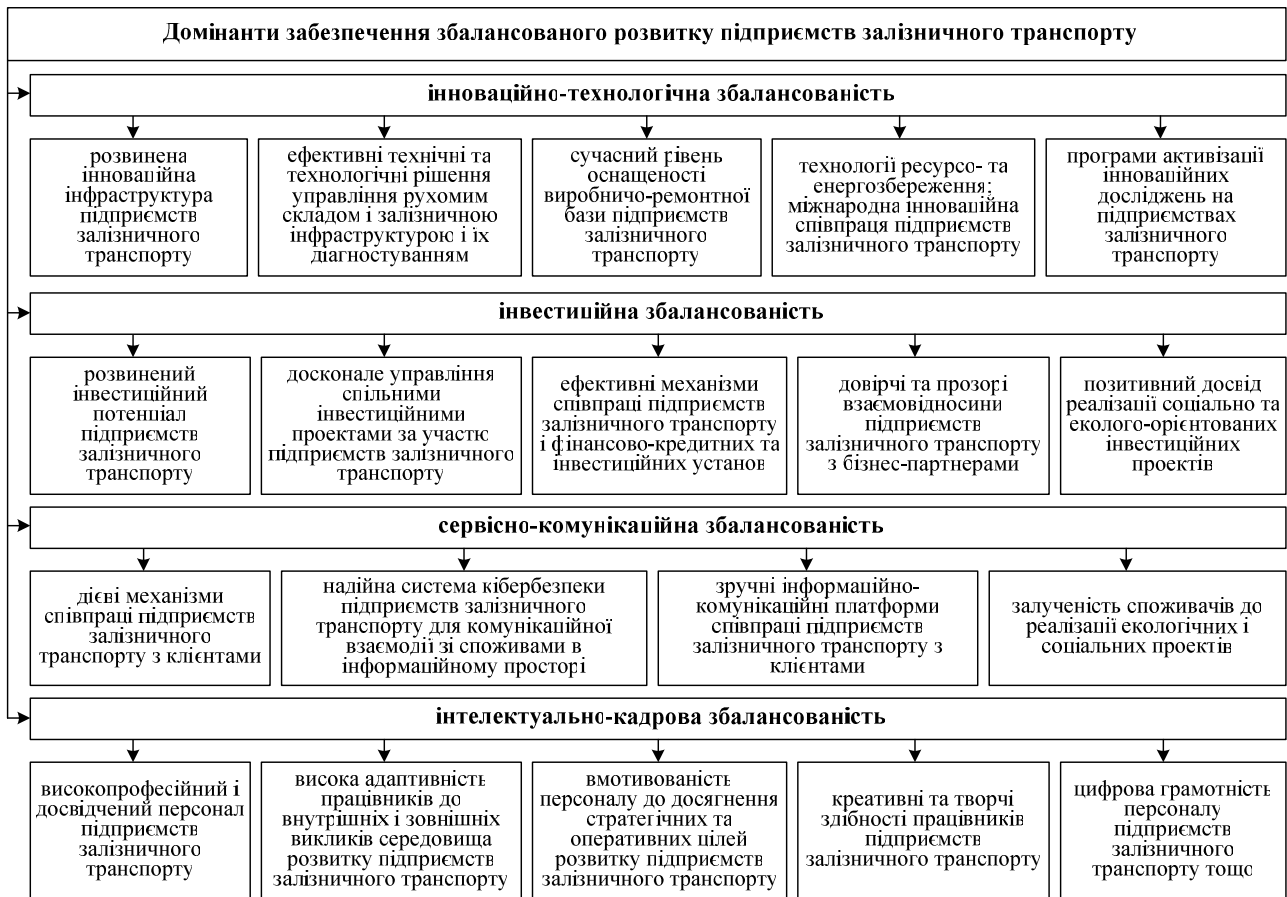 Домінанти забезпечення збалансованого розвитку підприємств залізничного транспорту
інноваційно-технологічна збалансованість
розвинена
інноваційна
інфраструктура
підприємств
залізничного
транспорту
ефективні технічні та
технологічні рішення
управління рухомим
складом і залізничною
інфраструктурою і їх
діагностуванням
сучасний рівень
оснащеності
виробничо-ремонтної
бази підприємств
залізничного
транспорту
технології ресурсо- та
енергозбереження;
міжнародна інноваційна
співпраця підприємств
залізничного транспорту
програми активізації
інноваційних
досліджень на
підприємствах
залізничного
транспорту
інвестиційна збалансованість
розвинений
інвестиційний
потенціал
підприємств
залізничного
транспорту
досконале управління
спільними
інвестиційними
проектами за участю
підприємств залізничного
транспорту
ефективні механізми
співпраці підприємств
залізничного транспорту
і фінансово-кредитних та
інвестиційних установ
довірчі та прозорі
взаємовідносини
підприємств
залізничного транспорту
з бізнес-партнерами
позитивний досвід
реалізації соціально та
еколого-орієнтованих
інвестиційних
проектів
сервісно-комунікаційна збалансованість
дієві механізми
співпраці підприємств
залізничного
транспорту з клієнтами
надійна система кібербезпеки
підприємств залізничного
транспорту для комунікаційної
взаємодії зі споживами в
інформаційному просторі
зручні інформаційно-
комунікаційні платформи
співпраці підприємств
залізничного транспорту з
клієнтами
залученість споживачів до
реалізації екологічних і
соціальних проектів
інтелектуально-кадрова збалансованість
високопрофесійний і
досвідчений персонал
підприємств
залізничного
транспорту
висока адаптивність
працівників до
внутрішніх і зовнішніх
викликів середовища
розвитку підприємств
залізничного транспорту
вмотивованість
персоналу до досягнення
стратегічних та
оперативних цілей
розвитку підприємств
залізничного транспорту
креативні та творчі
здібності працівників
підприємств
залізничного транспорту
цифрова грамотність
персоналу
підприємств
залізничного
транспорту тощо